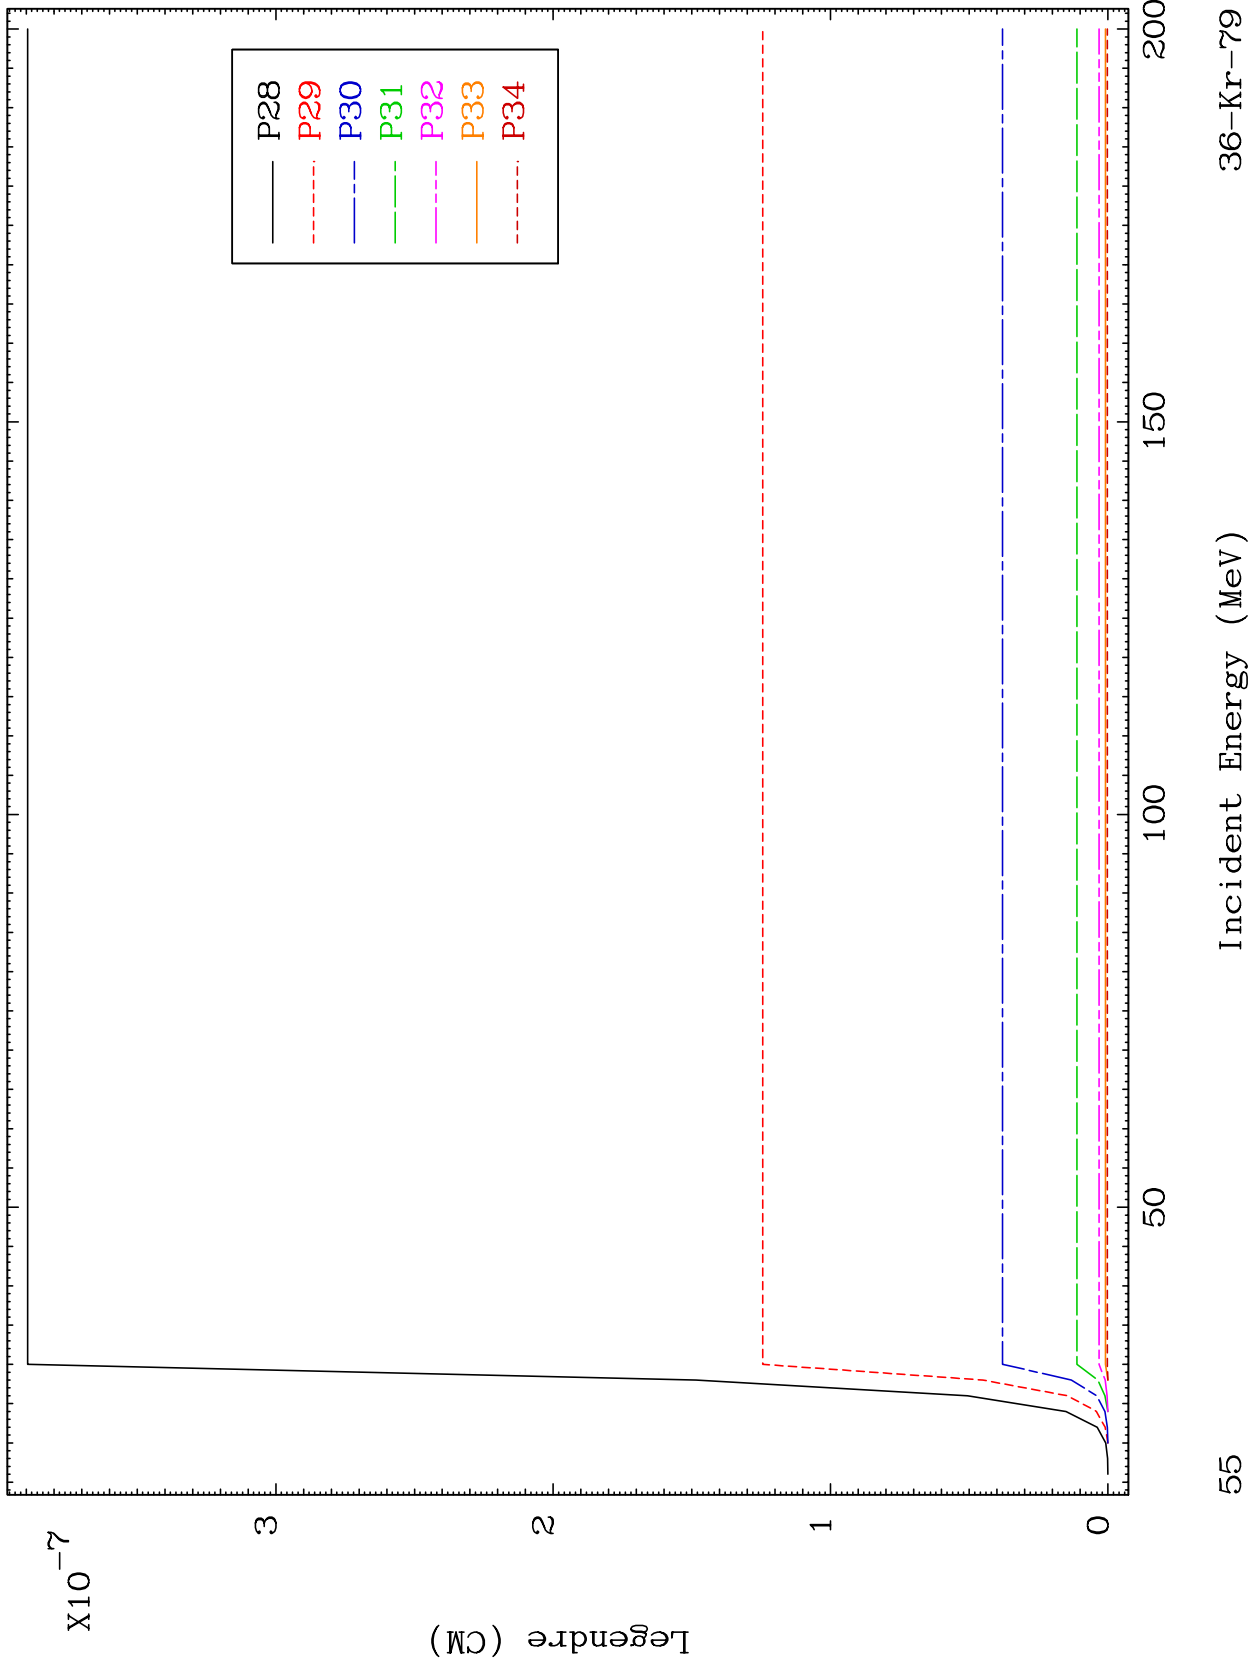 X10-7
Legendre (CM)
3
2
1
0
P28
P29
P30
P31
P32
P33
P34
50
100
150
200
Incident Energy (MeV)
55
36-Kr-79